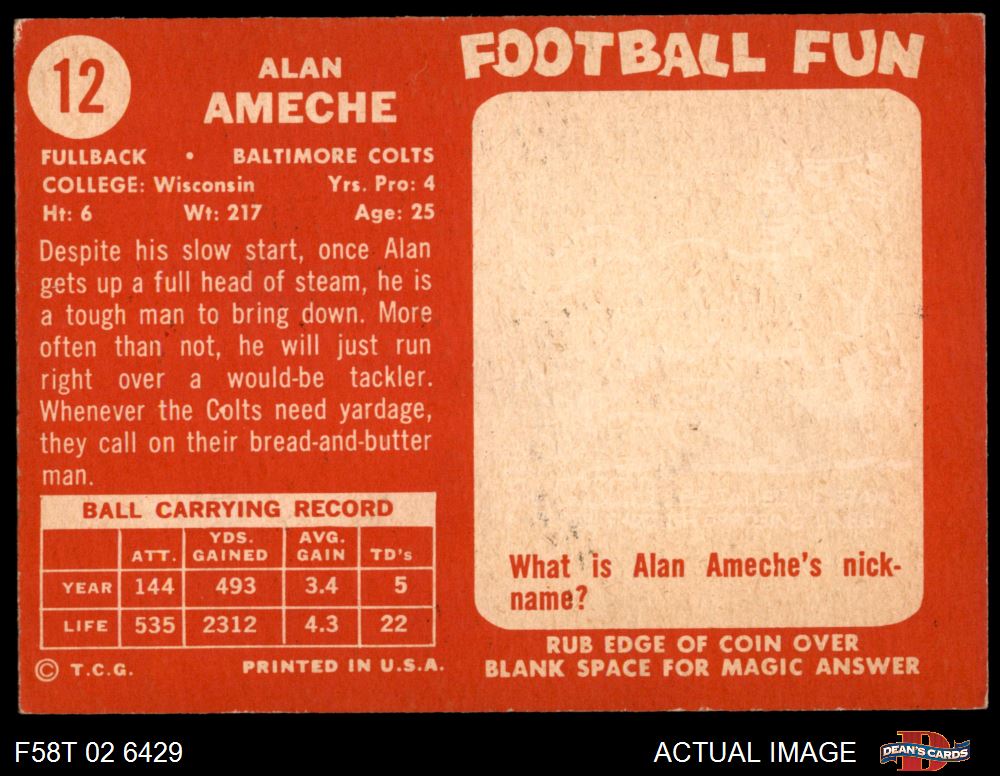 12
ALAN
AMECHE
FULLBACK • BALTIMORE COLTS
COLLEGE: Wisconsin Yrs. Pro: 4
Ht: 6 Wt: 217 Age: 25
Despite his slow start, once Alan
gets up a full head of steam, he is
a tough man to bring down. More
often than not, he will just run
right over a would-be tackler.
Whenever the Colts need yardage,
they call on their bread-and-butter
man.
BALL CARRYING RECORD
ATT. YDS. GAINED AVG. GAIN TD's
YEAR 144 493 3.4 5
LIFE 535 2312 4.3 22
© T.C.G. PRINTED IN U.S.A.
FOOTBALL FUN
What is Alan Ameche's nick-
name?
RUB EDGE OF COIN OVER
BLANK SPACE FOR MAGIC ANSWER
F58T 02 6429
ACTUAL IMAGE
D
DEAN'S CARDS